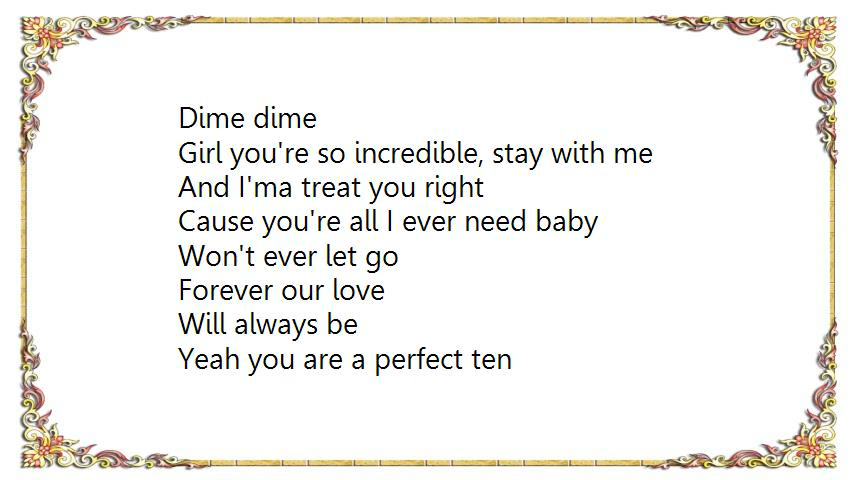 Dime dime
Girl you're so incredible, stay with me
And I'ma treat you right
Cause you're all I ever need baby
Won't ever let go
Forever our love
Will always be
Yeah you are a perfect ten